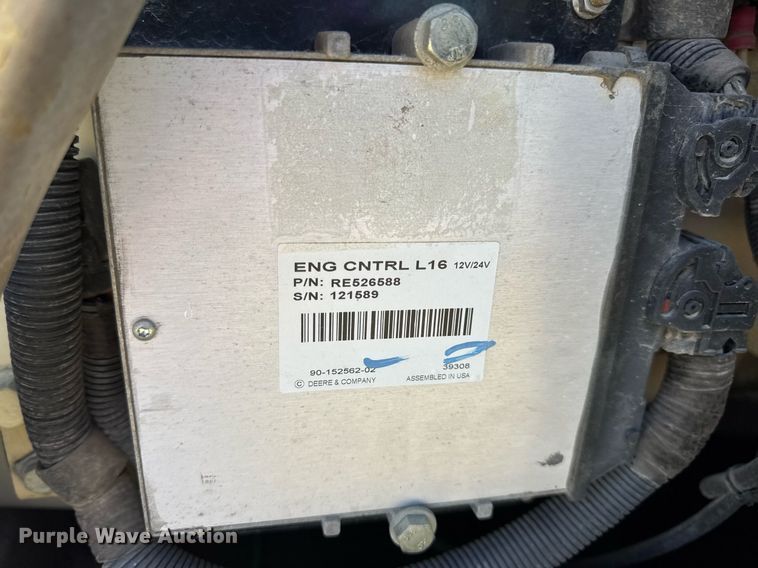 ENG CNTRL L16 12V/24V
P/N: RE526588
S/N: 121589
90-152562-02 39308
© DEERE & COMPANY ASSEMBLED IN USA
Purple Wave Auction®